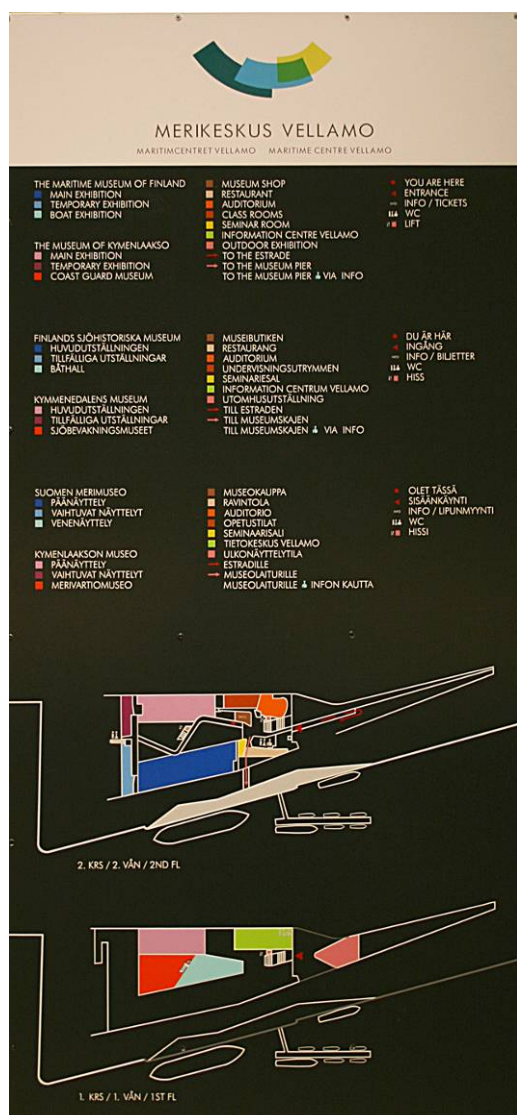 MERIKESKUS VELLAMO
MARITIMCENTRET VELLAMO MARITIME CENTRE VELLAMO
THE MARITIME MUSEUM OF FINLAND
MAIN EXHIBITION
TEMPORARY EXHIBITION
BOAT EXHIBITION
THE MUSEUM OF KYMENLAAKSO
MAIN EXHIBITION
TEMPORARY EXHIBITION
COAST GUARD MUSEUM
MUSEUM SHOP
RESTAURANT
AUDITORIUM
CLASS ROOMS
SEMINAR ROOM
INFORMATION CENTRE VELLAMO
OUTDOOR EXHIBITION
TO THE ESTRADE
TO THE MUSEUM PIER
TO THE MUSEUM PIER VIA INFO
YOU ARE HERE
ENTRANCE
INFO / TICKETS
WC
LIFT
FINLANDS SJÖHISTORISKA MUSEUM
HUVUDUTSTÄLLNINGEN
TILLFÄLLIGA UTSTÄLLNINGAR
BÅTHALL
KYMMENEDALENS MUSEUM
HUVUDUTSTÄLLNINGEN
TILLFÄLLIGA UTSTÄLLNINGAR
SJÖBEVAKNINGSMUSEET
MUSEIBUTIKEN
RESTAURANG
AUDITORIUM
UNDERVISNINGSUTRYMMEN
SEMINARIESAL
INFORMATION CENTRUM VELLAMO
UTOMHUSUTSTÄLLNING
TILL ESTRADEN
TILL MUSEUMSKAJEN
TILL MUSEUMSKAJEN VIA INFO
DU ÄR HÄR
INGÅNG
INFO / BILJETTER
WC
HISS
SUOMEN MERIMUSEO
PÄÄNÄYTTELY
VAIHTUVAT NÄYTTELYT
VENENÄYTTELY
KYMENLAAKSON MUSEO
PÄÄNÄYTTELY
VAIHTUVAT NÄYTTELYT
MERIVARTIOMUSEO
MUSEOKAUPPA
RAVINTOLA
AUDITORIO
OPETUSTILAT
SEMINAARISALI
TIETOKESKUS VELLAMO
ULKONÄYTTELYTILA
ESTRADILLE
MUSEOLAITURILLE
MUSEOLAITURILLE INFON KAUTTA
OLET TÄSSÄ
SISÄÄNKÄYNTI
INFO / LIPUNMYYNTI
WC
HISSI
2. KRS / 2. VÅN / 2ND FL
1. KRS / 1. VÅN / 1ST FL